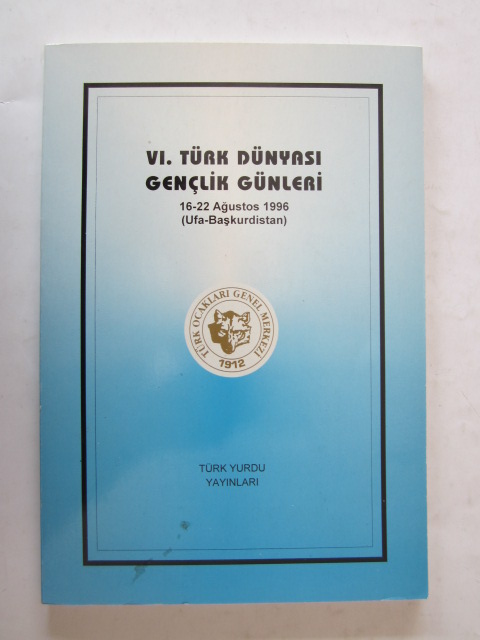 VI. TÜRK DÜNYASI
GENÇLİK GÜNLERİ
16-22 Ağustos 1996
(Ufa-Başkurdistan)
TÜRK OCAKLARI GENEL MERKEZİ
1912
TÜRK YURDU
YAYINLARI